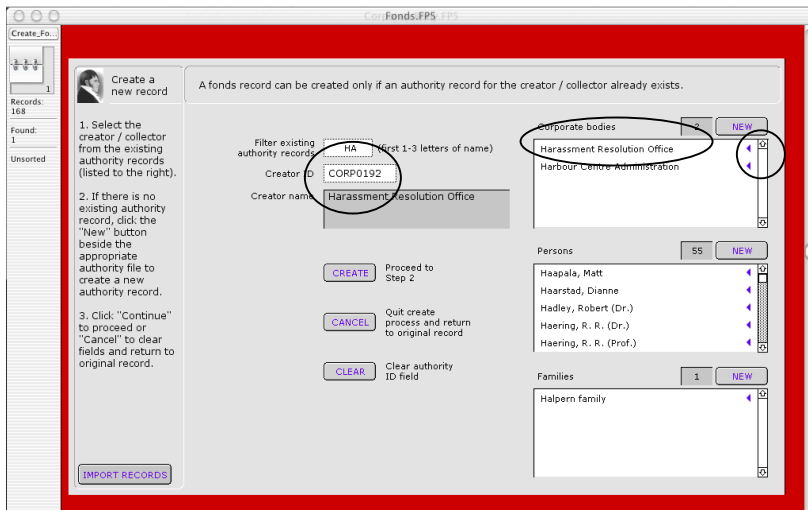 Fonds.FP5
Create_Fo...
1
Records:
168
Found:
1
Unsorted
Create a
new record
A fonds record can be created only if an authority record for the creator / collector already exists.
1. Select the
creator / collector
from the existing
authority records
(listed to the right).
2. If there is no
existing authority
record, click the
"New" button
beside the
appropriate
authority file to
create a new
authority record.
3. Click "Continue"
to proceed or
"Cancel" to clear
fields and return to
original record.
IMPORT RECORDS
Filter existing
authority records
HA
(first 1-3 letters of name)
Creator ID
CORP0192
Creator name
Harassment Resolution Office
CREATE
Proceed to
Step 2
CANCEL
Quit create
process and return
to original record
CLEAR
Clear authority
ID field
Corporate bodies
2
NEW
Harassment Resolution Office
Harbour Centre Administration
Persons
55
NEW
Haapala, Matt
Haarstad, Dianne
Hadley, Robert (Dr.)
Haering, R. R. (Dr.)
Haering, R. R. (Prof.)
Families
1
NEW
Halpern family